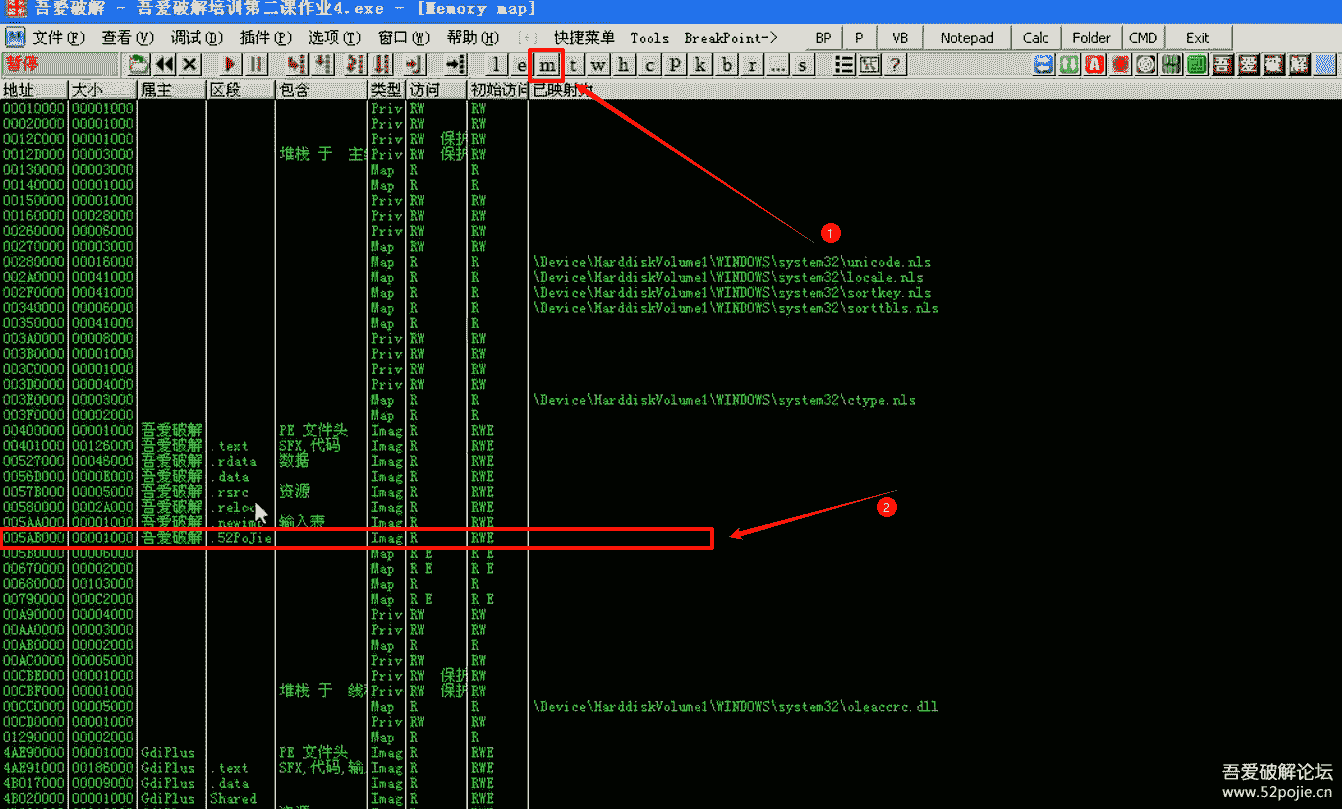 吾爱破解 - 吾爱破解培训第二课作业4.exe - [Memory map]
文件(F) 查看(V) 调试(D) 插件(P) 选项(T) 窗口(W) 帮助(H) [+] 快捷菜单 Tools BreakPoint-> BP P VB Notepad Calc Folder CMD Exit
暂停 l e m t w h c P k b r ... s ? 吾 爱 破 解
地址 大小 属主 区段 包含 类型 访问 初始访问 已映射为
00010000 00001000 Priv RW RW
00020000 00001000 Priv RW RW
0012C000 00001000 Priv RW 保护 RW
0012D000 00003000 堆栈 于 主 Priv RW 保护 RW
00130000 00003000 Map R R
00140000 00001000 Map R R
00150000 00001000 Priv RW RW
00160000 00028000 Priv RW RW
00260000 00006000 Priv RW RW
00270000 00003000 Map RW RW
00280000 00016000 Map R R \Device\HarddiskVolume1\WINDOWS\system32\unicode.nls
002A0000 00041000 Map R R \Device\HarddiskVolume1\WINDOWS\system32\locale.nls
002F0000 00041000 Map R R \Device\HarddiskVolume1\WINDOWS\system32\sortkey.nls
00340000 00006000 Map R R \Device\HarddiskVolume1\WINDOWS\system32\sorttbls.nls
00350000 00041000 Map R R
003A0000 00008000 Priv RW RW
003B0000 00001000 Priv RW RW
003C0000 00001000 Priv RW RW
003D0000 00004000 Priv RW RW
003E0000 00003000 Map R R \Device\HarddiskVolume1\WINDOWS\system32\ctype.nls
003F0000 00002000 Map R R
00400000 00001000 吾爱破解 PE 文件头 Imag R RWE
00401000 00126000 吾爱破解 .text SFX,代码 Imag R RWE
00527000 00046000 吾爱破解 .rdata 数据 Imag R RWE
0056D000 0000E000 吾爱破解 .data Imag R RWE
0057B000 00005000 吾爱破解 .rsrc 资源 Imag R RWE
00580000 0002A000 吾爱破解 .reloc Imag R RWE
005AA000 00001000 吾爱破解 .newimp 输入表 Imag R RWE
005AB000 00001000 吾爱破解 .52PoJie Imag R RWE
005B0000 00006000 Map R E R E
00670000 00002000 Map R E R E
00680000 00103000 Map R R
00790000 000C2000 Map R E R E
00A90000 00004000 Priv RW RW
00AA0000 00003000 Priv RW RW
00AB0000 00002000 Map R R
00AC0000 00005000 Priv RW RW
00CBE000 00001000 Priv RW 保护 RW
00CBF000 00001000 堆栈 于 线 Priv RW 保护 RW
00CC0000 00005000 Map R R \Device\HarddiskVolume1\WINDOWS\system32\oleaccrc.dll
00CD0000 00001000 Priv RW RW
01290000 00002000 Map R R
4AE90000 00001000 GdiPlus PE 文件头 Imag R RWE
4AE91000 00186000 GdiPlus .text SFX,代码,输 Imag R RWE
4B017000 00009000 GdiPlus .data Imag R RWE
4B020000 00001000 GdiPlus Shared Imag R RWE
1
2
吾爱破解论坛
www.52pojie.cn